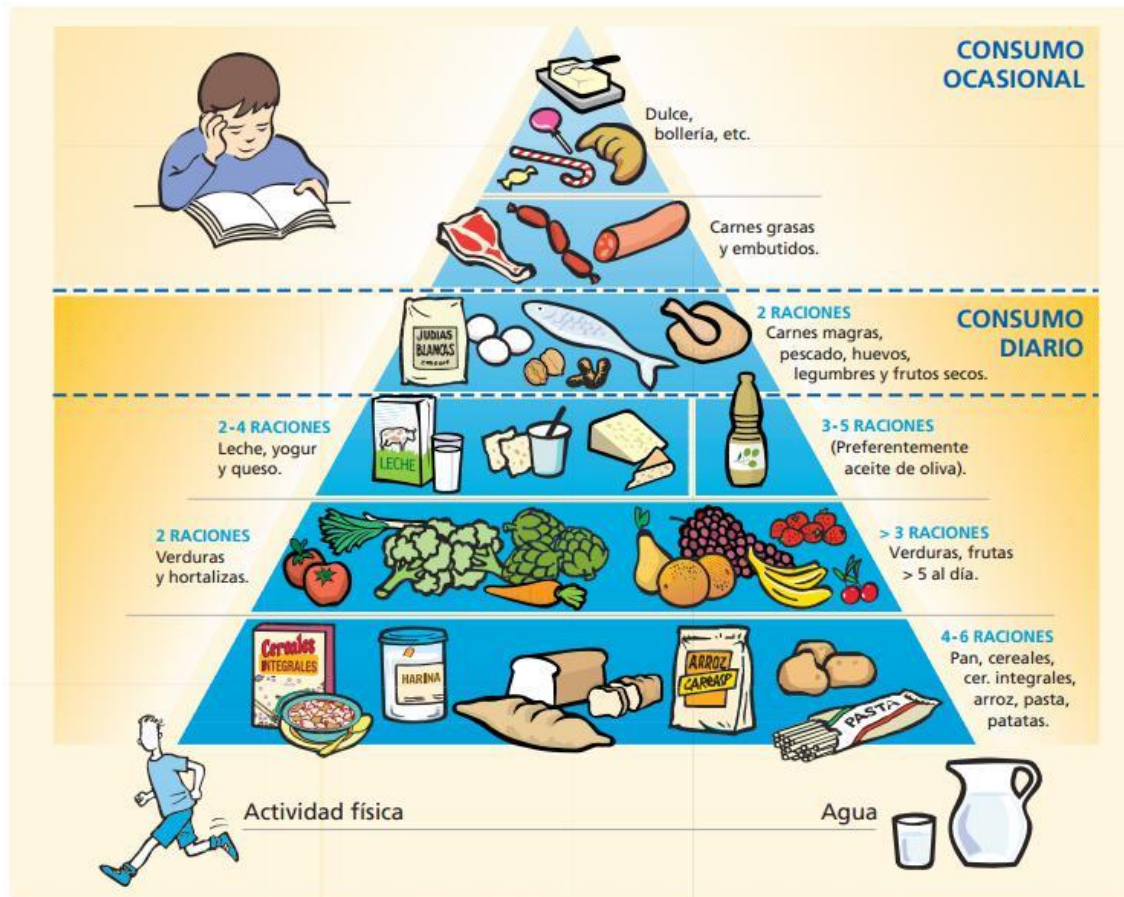 CONSUMO
OCASIONAL
Dulce,
bollería, etc.
Carnes grasas
y embutidos.
JUDIAS
BLANCAS
2 RACIONES
Carnes magras,
pescado, huevos,
legumbres y frutos secos.
CONSUMO
DIARIO
2-4 RACIONES
Leche, yogur
y queso.
LECHE
3-5 RACIONES
(Preferentemente
aceite de oliva).
2 RACIONES
Verduras
y hortalizas.
> 3 RACIONES
Verduras, frutas
> 5 al día.
Cereales
INTEGRALES
HARINA
ARROZ
PASTA
4-6 RACIONES
Pan, cereales,
cer. integrales,
arroz, pasta,
patatas.
Actividad física
Agua